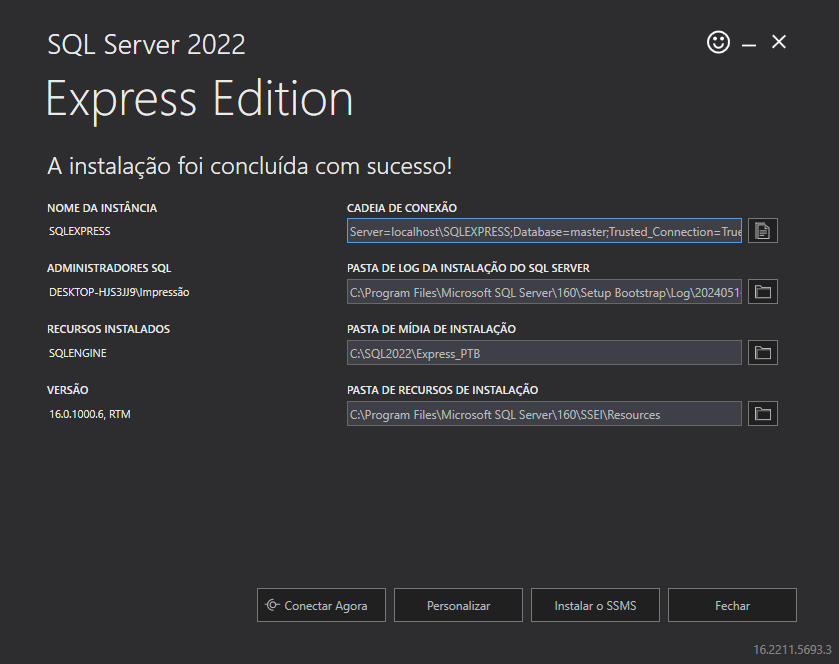 SQL Server 2022
Express Edition
A instalação foi concluída com sucesso!
NOME DA INSTÂNCIA
SQLEXPRESS
CADEIA DE CONEXÃO
Server=localhost\SQLEXPRESS;Database=master;Trusted_Connection=True
ADMINISTRADORES SQL
DESKTOP-HJS3JJ9\Impressão
PASTA DE LOG DA INSTALAÇÃO DO SQL SERVER
C:\Program Files\Microsoft SQL Server\160\Setup Bootstrap\Log\2024051
RECURSOS INSTALADOS
SQLENGINE
PASTA DE MÍDIA DE INSTALAÇÃO
C:\SQL2022\Express_PTB
VERSÃO
16.0.1000.6, RTM
PASTA DE RECURSOS DE INSTALAÇÃO
C:\Program Files\Microsoft SQL Server\160\SSEI\Resources
Conectar Agora
Personalizar
Instalar o SSMS
Fechar
16.2211.5693.3